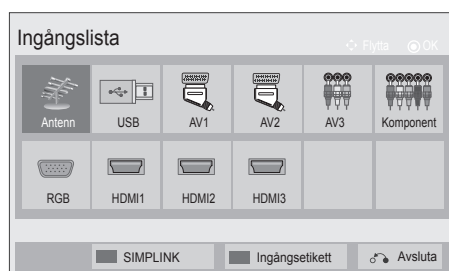 Ingångslista
Flytta OK
Antenn USB AV1 AV2 AV3 Komponent
RGB HDMI1 HDMI2 HDMI3
SIMPLINK Ingångsetikett Avsluta